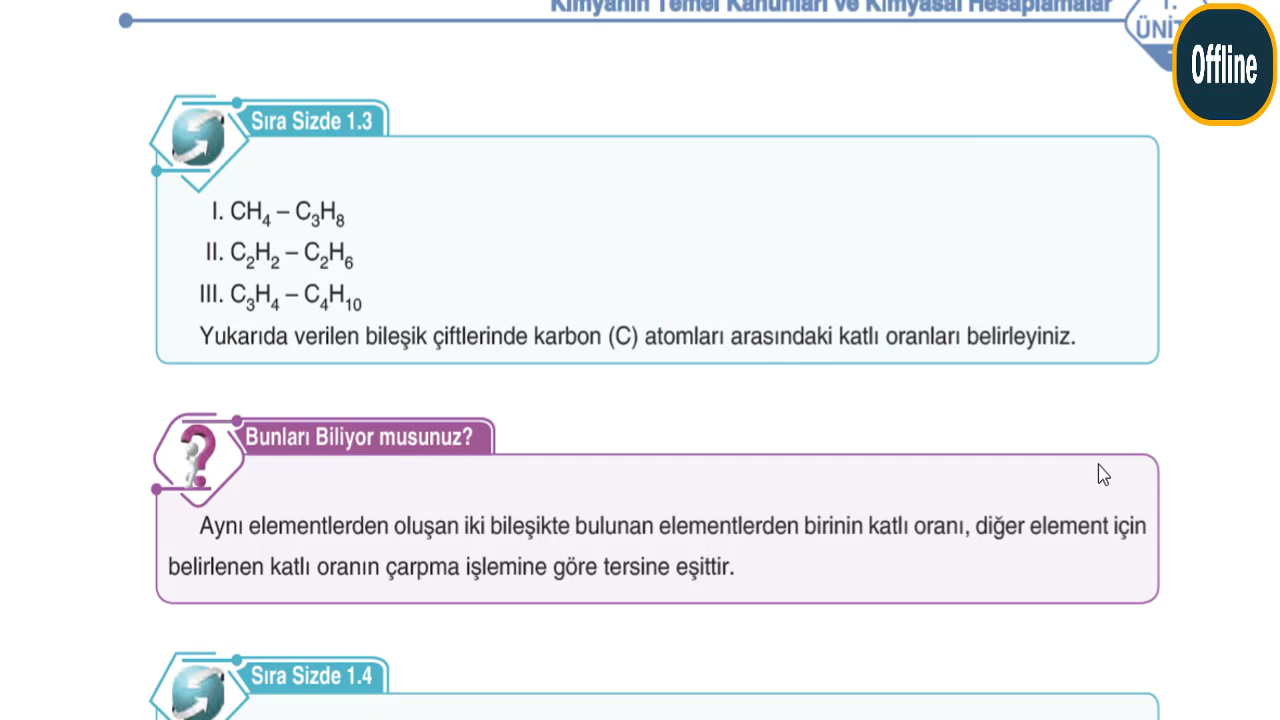 Kimyanın Temel Kanunları ve Kimyasal Hesaplamalar
1.
ÜNİT
Offline
Sıra Sizde 1.3
I. CH₄ – C₃H₈
II. C₂H₂ – C₂H₆
III. C₃H₄ – C₄H₁₀
Yukarıda verilen bileşik çiftlerinde karbon (C) atomları arasındaki katlı oranları belirleyiniz.
Bunları Biliyor musunuz?
Aynı elementlerden oluşan iki bileşikte bulunan elementlerden birinin katlı oranı, diğer element için
belirlenen katlı oranın çarpma işlemine göre tersine eşittir.
Sıra Sizde 1.4